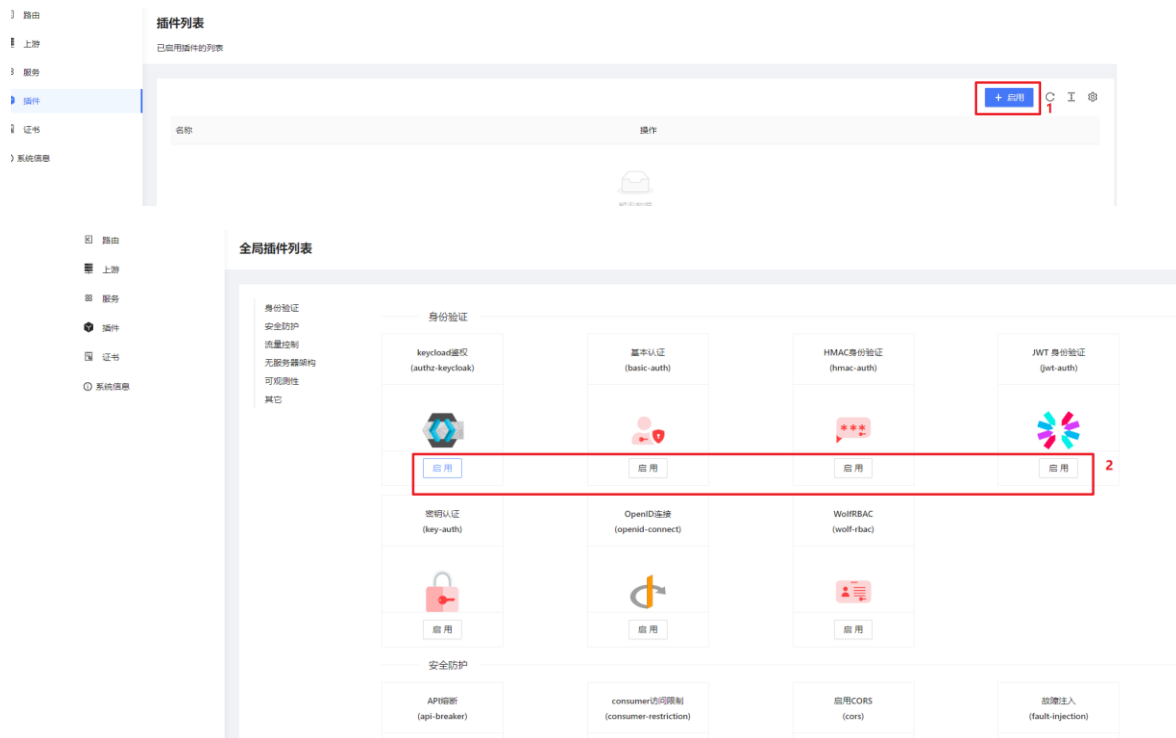 路由
插件列表
上游
已启用插件的列表
服务
插件
+ 启用
1
证书
名称
操作
系统信息
路由
全局插件列表
上游
服务
插件
证书
系统信息
身份验证
安全防护
流量控制
无服务器架构
可观测性
其它
身份验证
keycload鉴权
(authz-keycloak)
基本认证
(basic-auth)
HMAC身份验证
(hmac-auth)
JWT 身份验证
(jwt-auth)
启 用
启 用
启 用
启 用
2
密钥认证
(key-auth)
OpenID连接
(openid-connect)
WolfRBAC
(wolf-rbac)
启 用
启 用
启 用
安全防护
API熔断
(api-breaker)
consumer访问限制
(consumer-restriction)
启用CORS
(cors)
故障注入
(fault-injection)